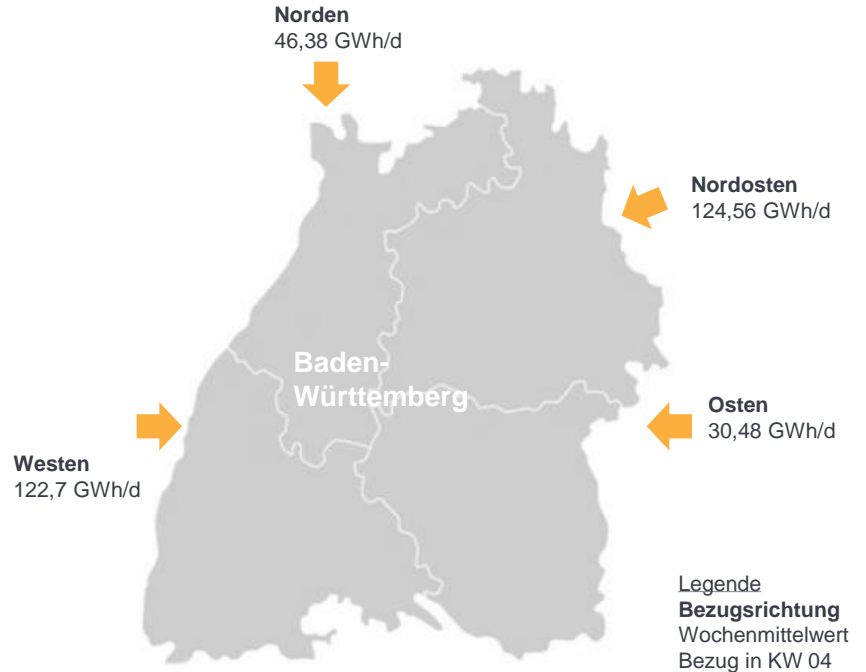 Norden
46,38 GWh/d
Nordosten
124,56 GWh/d
Baden-
Württemberg
Osten
30,48 GWh/d
Westen
122,7 GWh/d
Legende
Bezugsrichtung
Wochenmittelwert
Bezug in KW 04